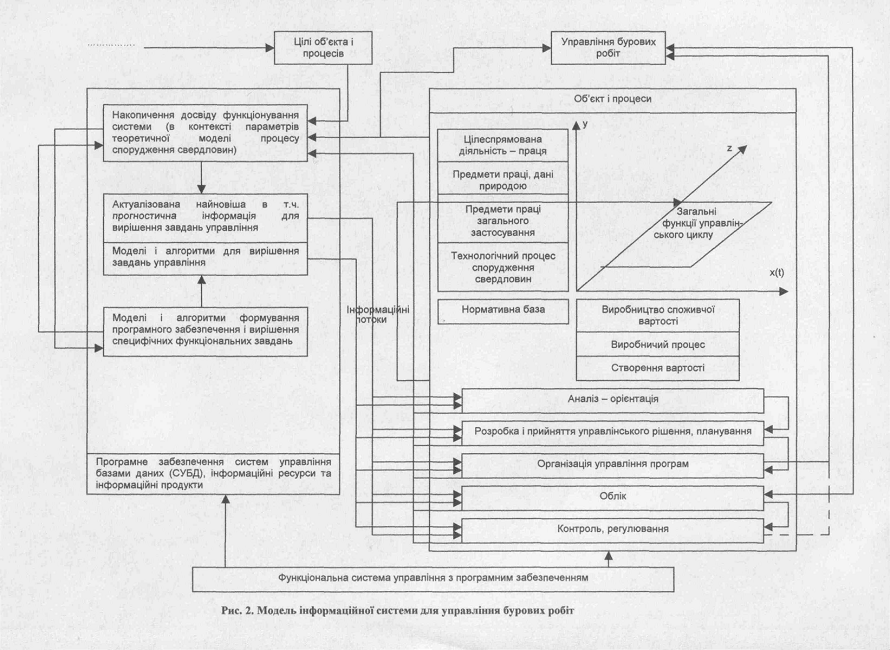 Цілі об'єкта і
процесів
Управління бурових
робіт
Накопичення досвіду функціонування
системи (в контексті параметрів
теоретичної моделі процесу
спорудження свердловин)
Актуалізована найновіша в т.ч.
прогностична інформація для
вирішення завдань управління
Моделі і алгоритми для вирішення
завдань управління
Моделі і алгоритми формування
програмного забезпечення і вирішення
специфічних функціональних завдань
Програмне забезпечення систем управління
базами даних (СУБД), інформаційні ресурси та
інформаційні продукти
Інформаційні
потоки
Об'єкт і процеси
Цілеспрямована
діяльність – праця
Предмети праці, дані
природою
Предмети праці
загального
застосування
Технологічний процес
спорудження
свердловин
Нормативна база
y
z
Загальні
функції управлін-
ського циклу
x(t)
Виробництво споживчої
вартості
Виробничий процес
Створення вартості
Аналіз – орієнтація
Розробка і прийняття управлінського рішення, планування
Організація управління програм
Облік
Контроль, регулювання
Функціональна система управління з програмним забезпеченням
Рис. 2. Модель інформаційної системи для управління бурових робіт